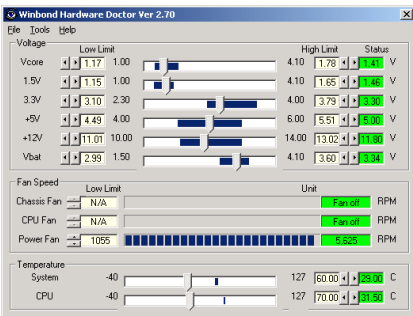 Winbond Hardware Doctor Ver 2.70
File Tools Help
Voltage Low Limit High Limit Status
Vcore 1.17 1.00 4.10 1.78 1.41 V
1.5V 1.15 1.00 4.10 1.65 1.46 V
3.3V 3.10 2.30 4.00 3.79 3.30 V
+5V 4.49 4.00 6.00 5.51 5.00 V
+12V 11.01 10.00 14.00 13.02 11.80 V
Vbat 2.99 1.50 4.10 3.60 3.34 V
Fan Speed Low Limit Unit
Chassis Fan N/A Fan off RPM
CPU Fan N/A Fan off RPM
Power Fan 1055 5,625 RPM
Temperature
System -40 127 60.00 29.00 C
CPU -40 127 70.00 31.50 C